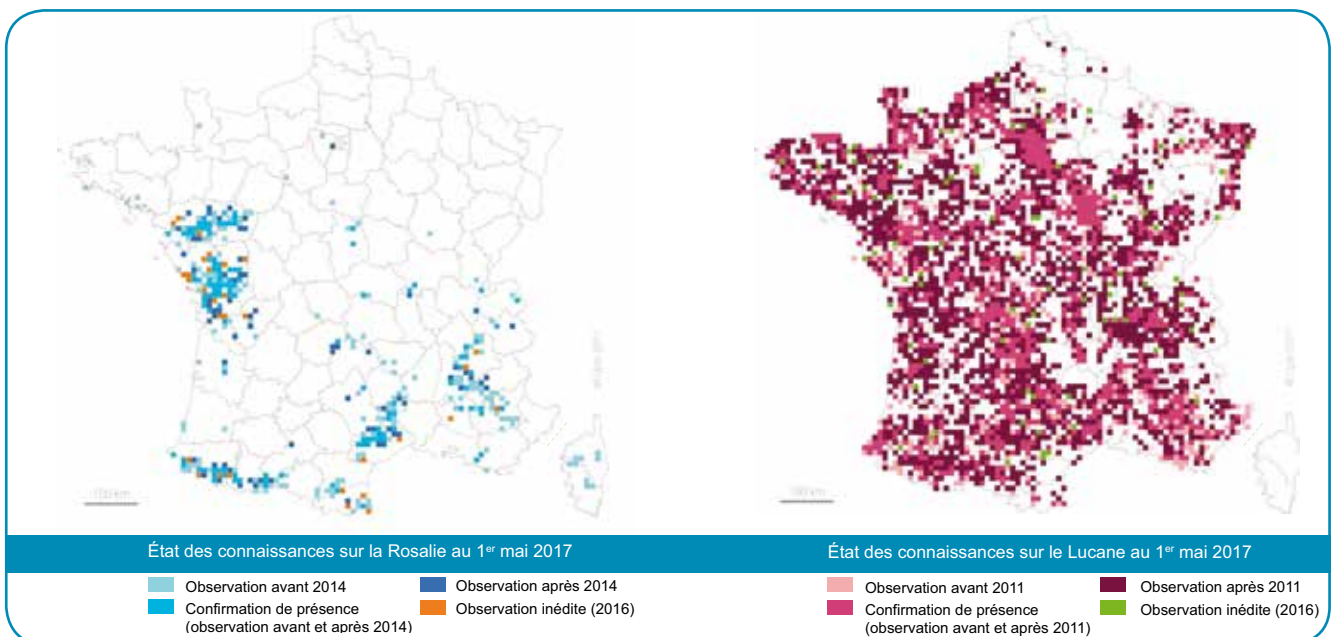 État des connaissances sur la Rosalie au 1er mai 2017
Observation avant 2014
Confirmation de présence
(observation avant et après 2014)
Observation après 2014
Observation inédite (2016)
État des connaissances sur le Lucane au 1er mai 2017
Observation avant 2011
Confirmation de présence
(observation avant et après 2011)
Observation après 2011
Observation inédite (2016)